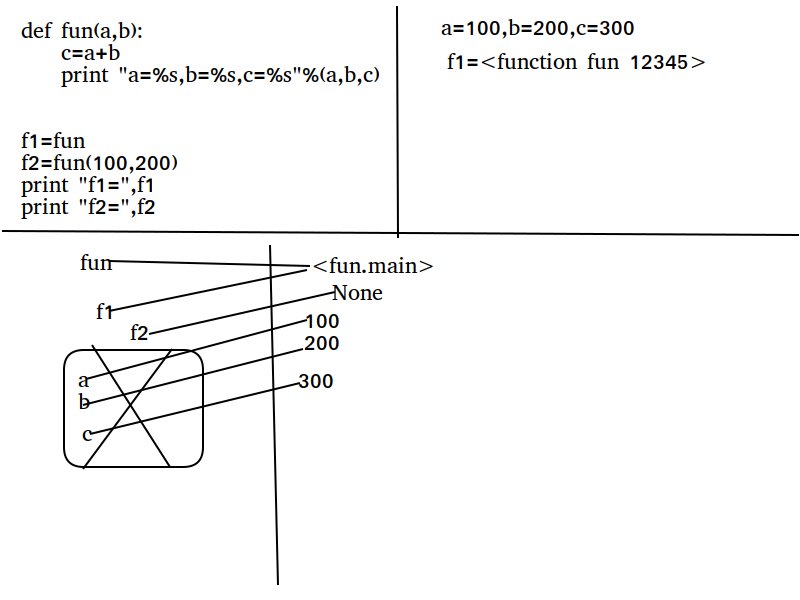 def fun(a,b):
c=a+b
print "a=%s,b=%s,c=%s"%(a,b,c)
f1=fun
f2=fun(100,200)
print "f1=",f1
print "f2=",f2
a=100,b=200,c=300
f1=<function fun 12345>
fun
<fun.main>
None
f1
f2
100
200
a
b
300
c